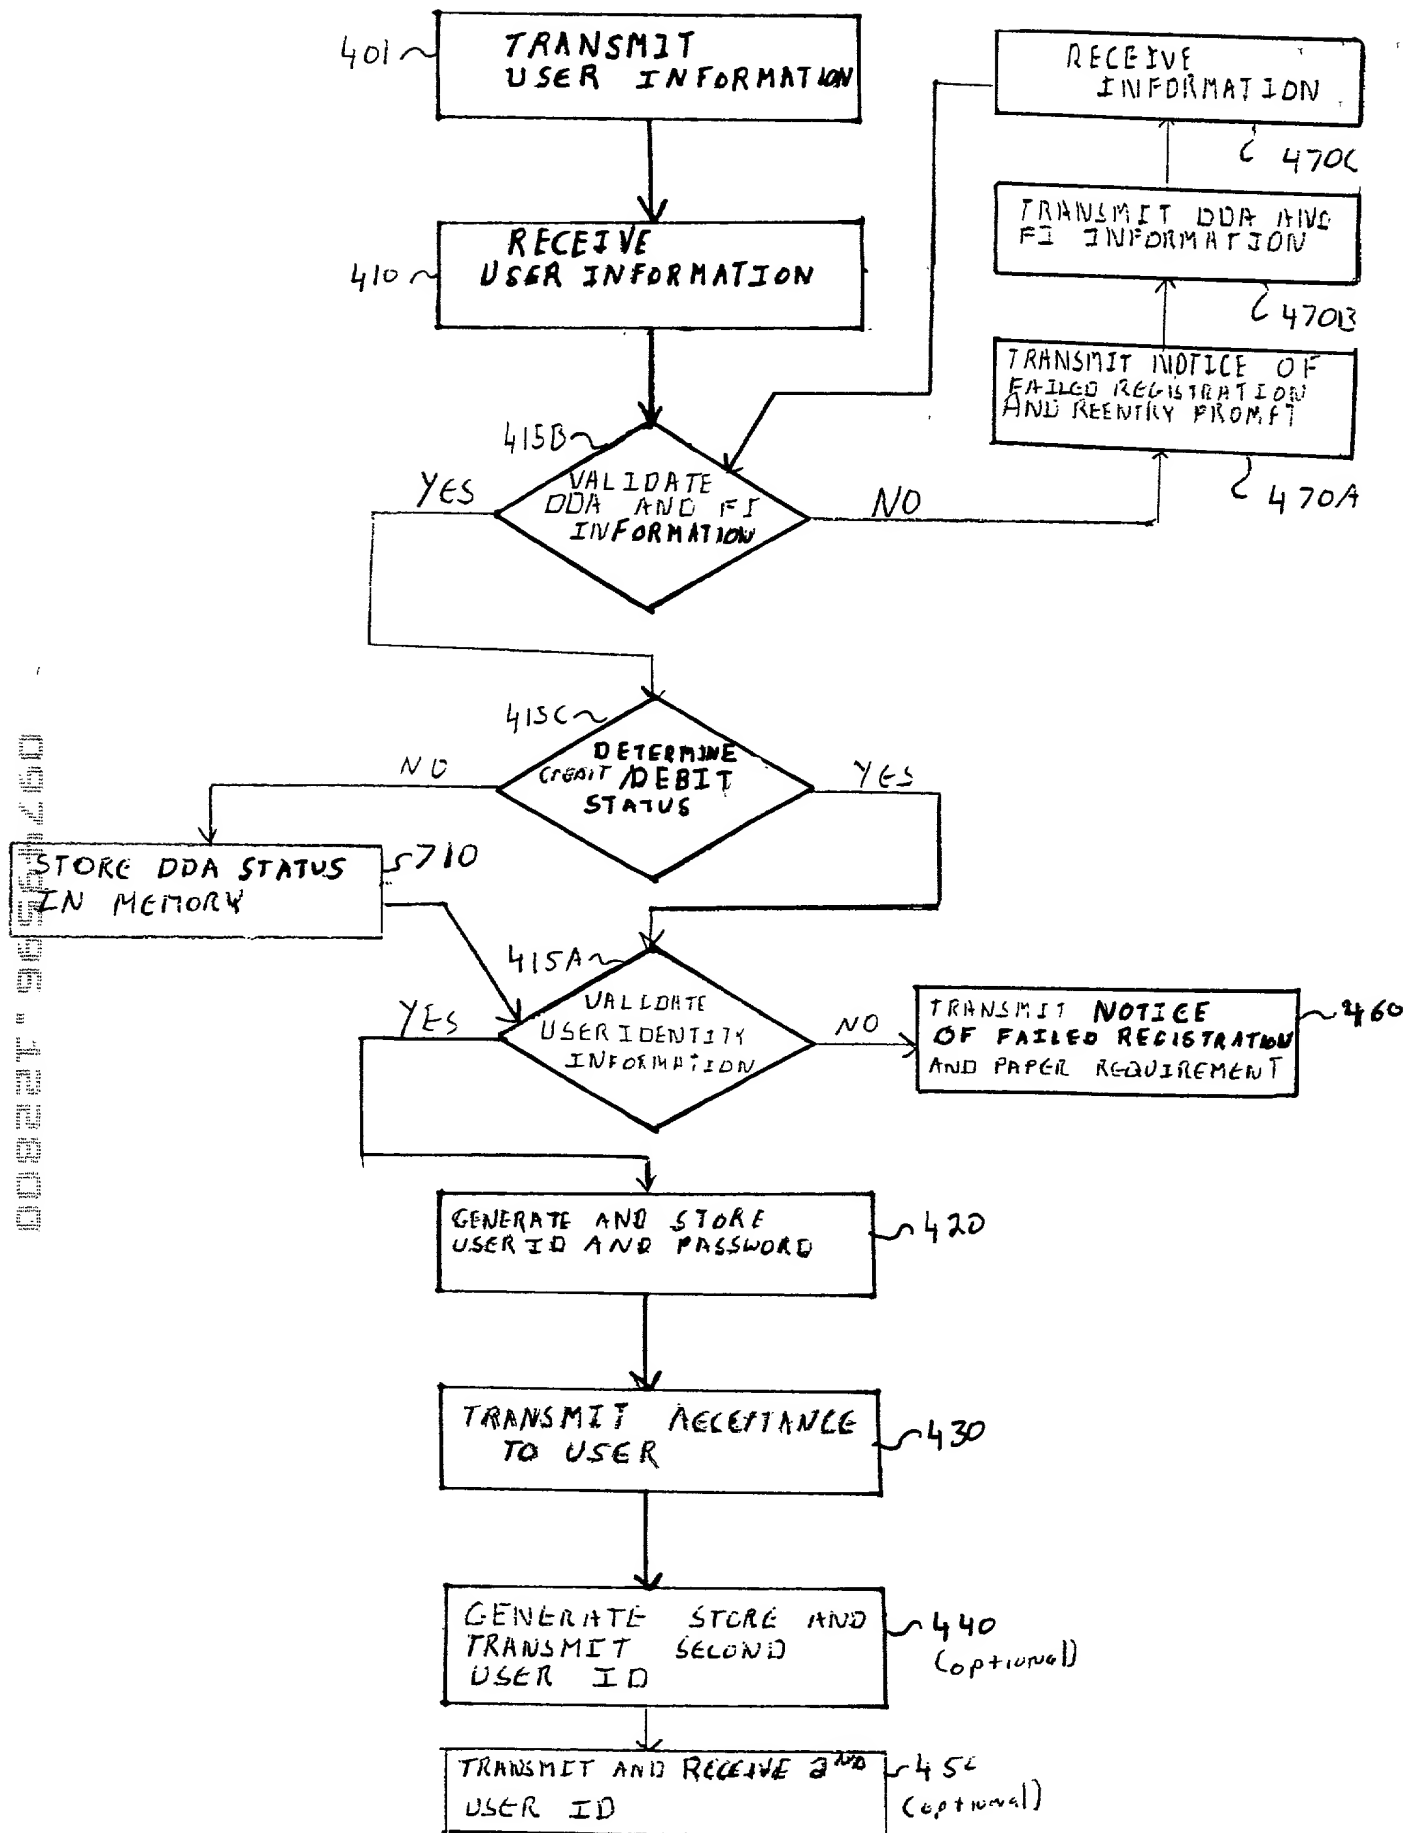 401
TRANSMIT
USER INFORMATION
410
RECEIVE
USER INFORMATION
RECEIVE
INFORMATION
470C
TRANSMIT DDA AND
FI INFORMATION
470B
TRANSMIT NOTICE OF
FAILED REGISTRATION
AND REENTRY PROMPT
470A
415B
VALIDATE
DDA AND FI
INFORMATION
YES
NO
415C
DETERMINE
CREDIT/DEBIT
STATUS
NO
YES
STORE DDA STATUS
IN MEMORY
710
415A
VALIDATE
USER IDENTITY
INFORMATION
YES
NO
TRANSMIT NOTICE
OF FAILED REGISTRATION
AND PAPER REQUIREMENT
460
GENERATE AND STORE
USER ID AND PASSWORD
420
TRANSMIT ACCEPTANCE
TO USER
430
GENERATE STORE AND
TRANSMIT SECOND
USER ID
440
(optional)
TRANSMIT AND RECEIVE 2ND
USER ID
(optional)